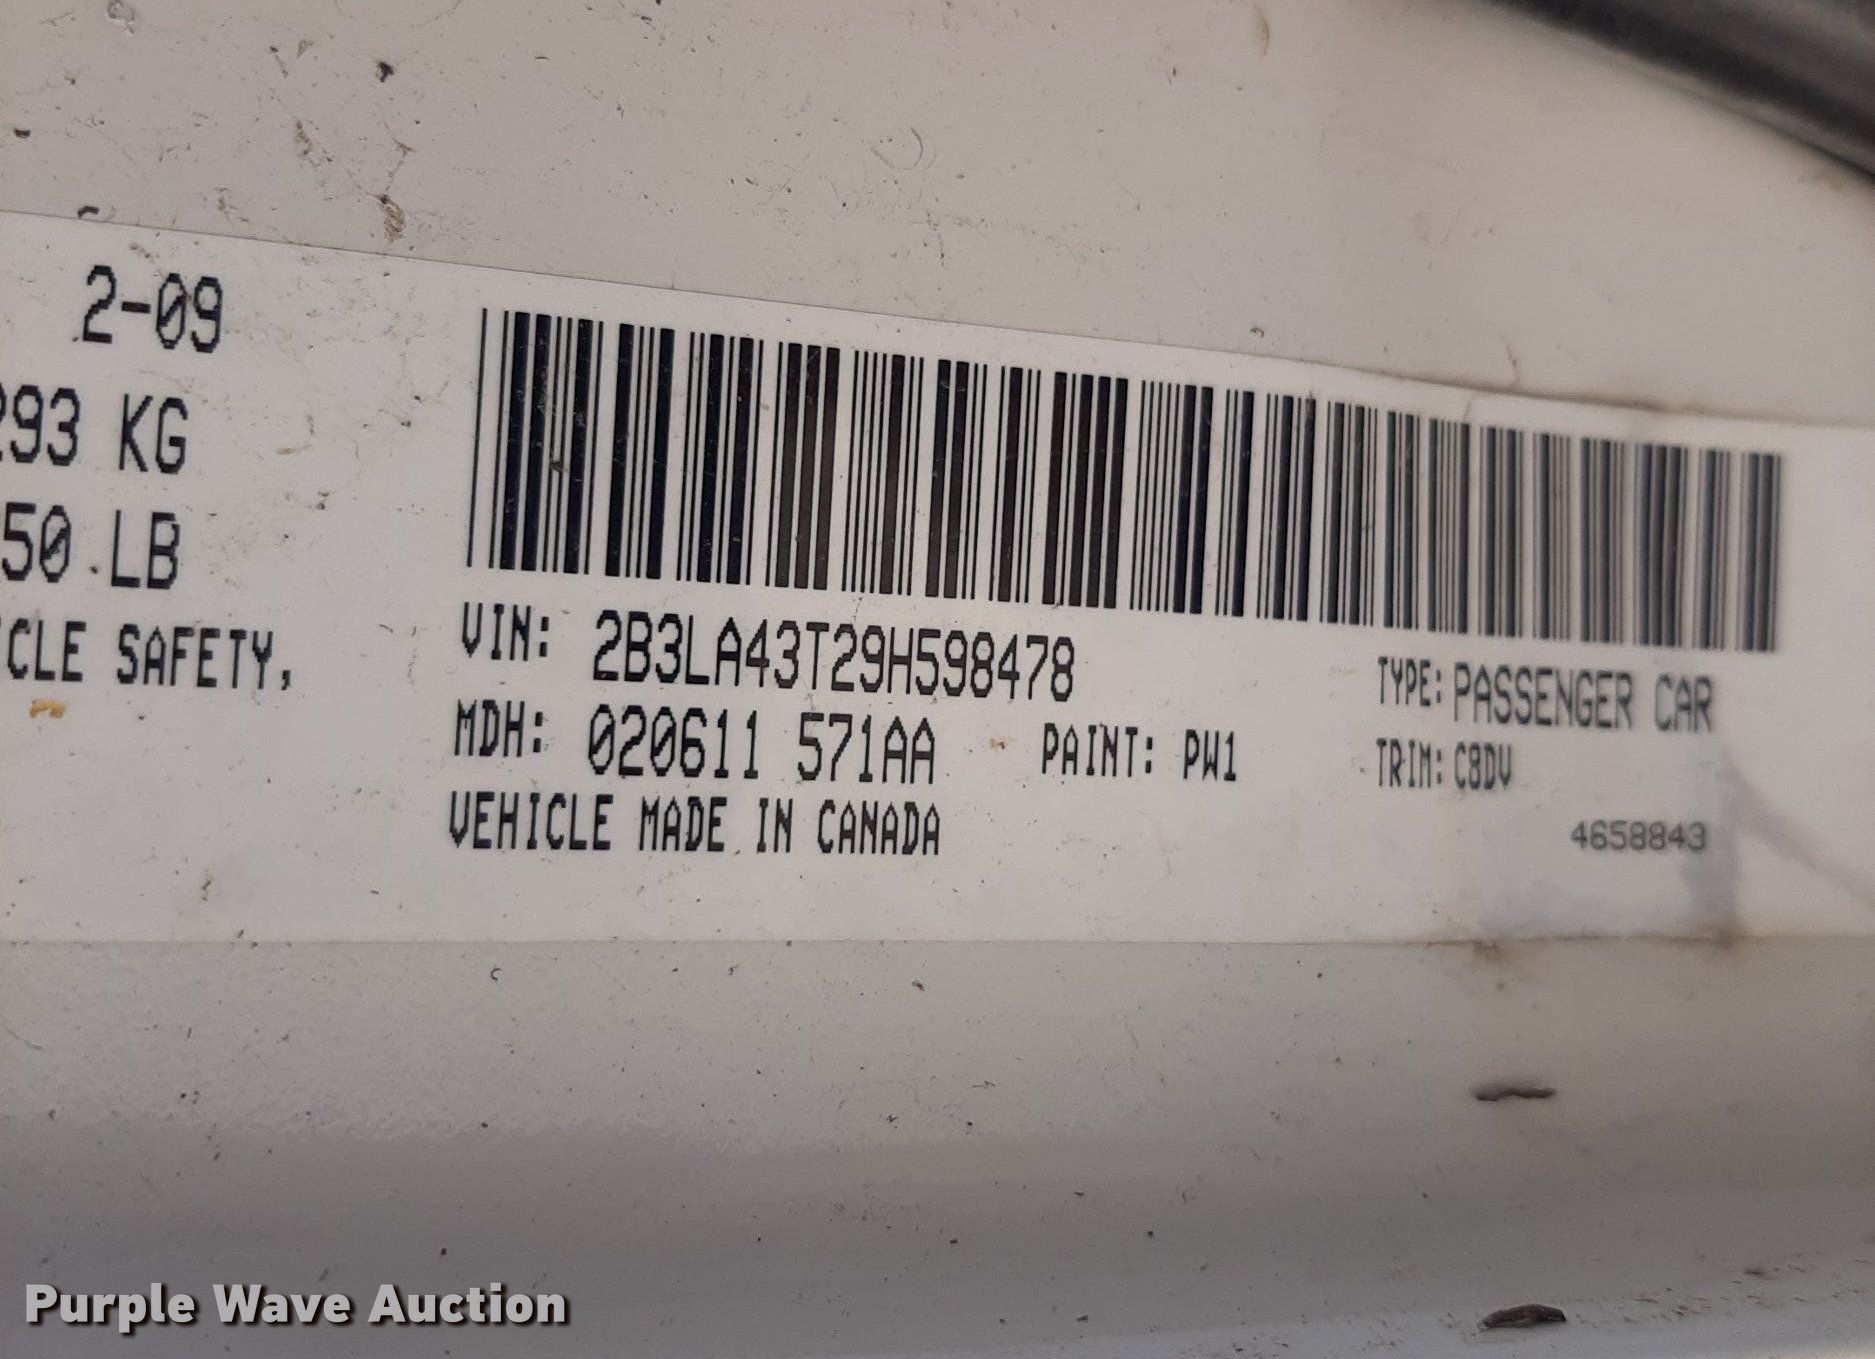 2-09
293 KG
50 LB
CLE SAFETY,
VIN: 2B3LA43T29H598478
MDH: 020611 571AA PAINT: PW1
VEHICLE MADE IN CANADA
TYPE: PASSENGER CAR
TRIM: C8DV
4658843
Purple Wave Auction